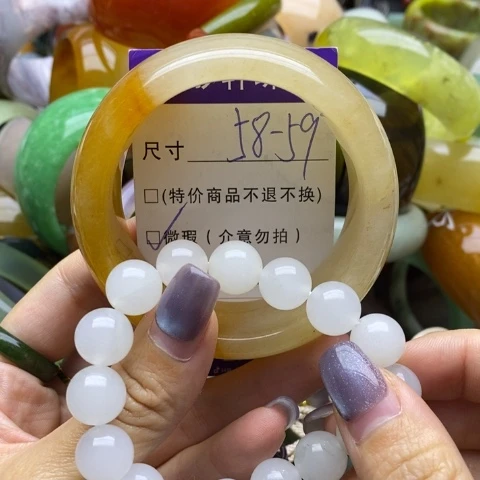 尺寸 58-59
□(特价商品不退不换)
☑微瑕(介意勿拍)